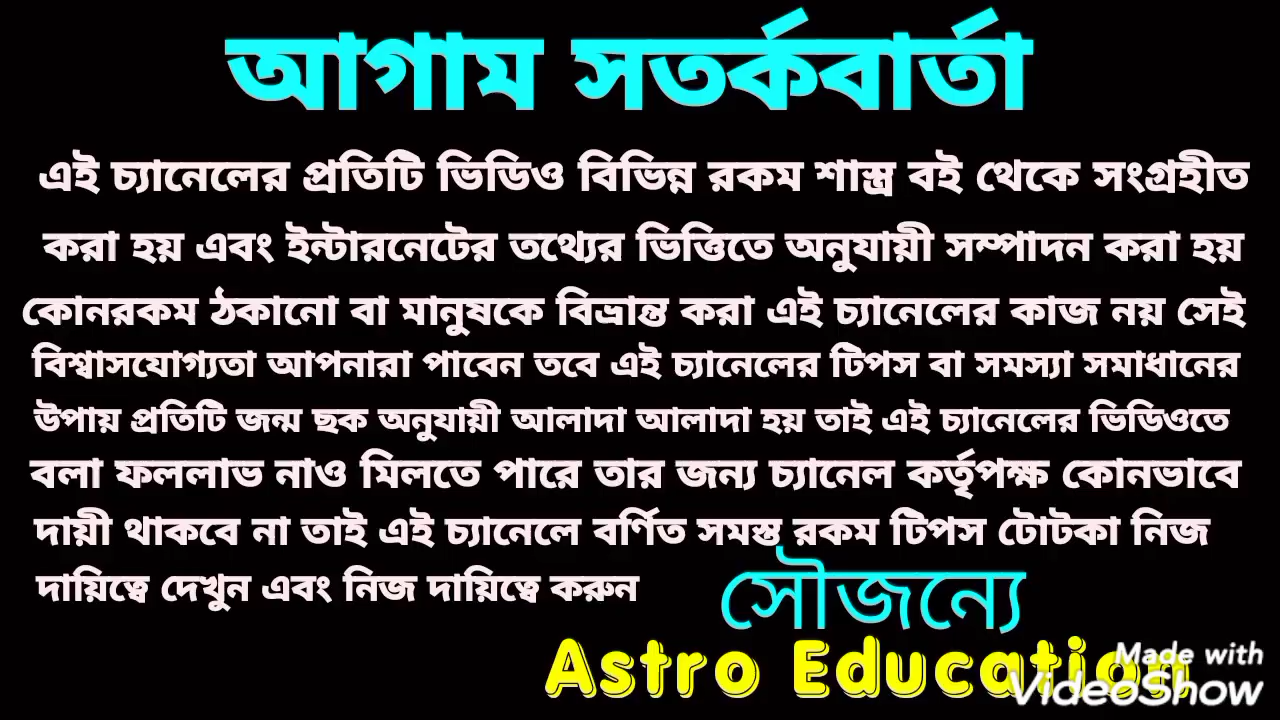 আগাম সতর্কবার্তা
এই চ্যানেলের প্রতিটি ভিডিও বিভিন্ন রকম শাস্ত্র বই থেকে সংগ্রহীত
করা হয় এবং ইন্টারনেটের তথ্যের ভিত্তিতে অনুযায়ী সম্পাদন করা হয়
কোনরকম ঠকানো বা মানুষকে বিভ্রান্ত করা এই চ্যানেলের কাজ নয় সেই
বিশ্বাসযোগ্যতা আপনারা পাবেন তবে এই চ্যানেলের টিপস বা সমস্যা সমাধানের
উপায় প্রতিটি জন্ম ছক অনুযায়ী আলাদা আলাদা হয় তাই এই চ্যানেলের ভিডিওতে
বলা ফললাভ নাও মিলতে পারে তার জন্য চ্যানেল কর্তৃপক্ষ কোনভাবে
দায়ী থাকবে না তাই এই চ্যানেলে বর্ণিত সমস্ত রকম টিপস টোটকা নিজ
দায়িত্বে দেখুন এবং নিজ দায়িত্বে করুন
সৌজন্যে
Astro Education
Made with
VideoShow